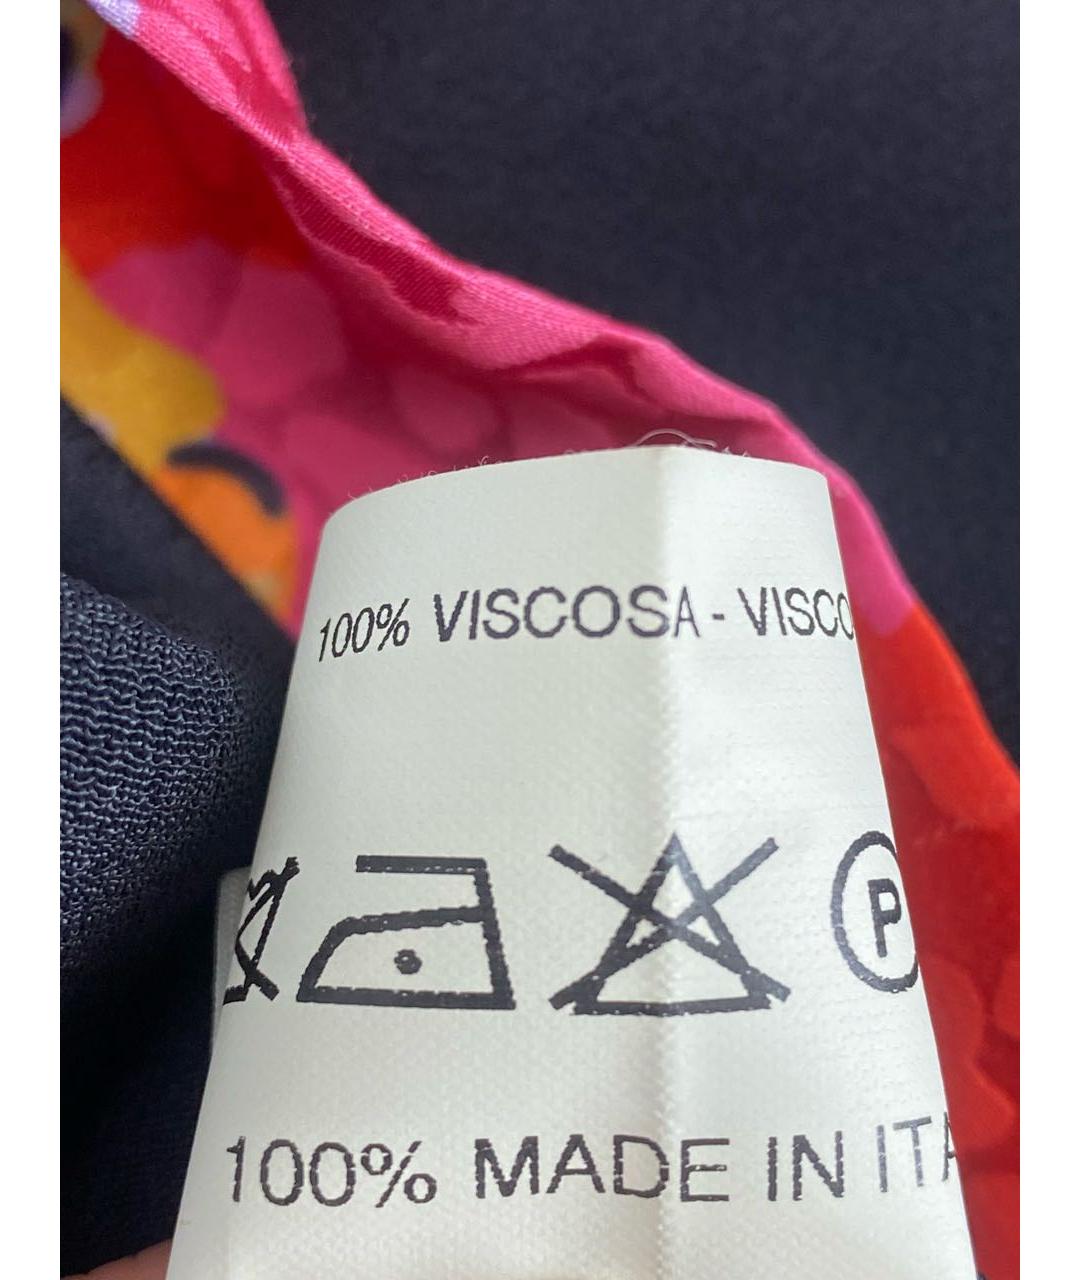 100% VISCOSA - VISCO
P
100% MADE IN ITA